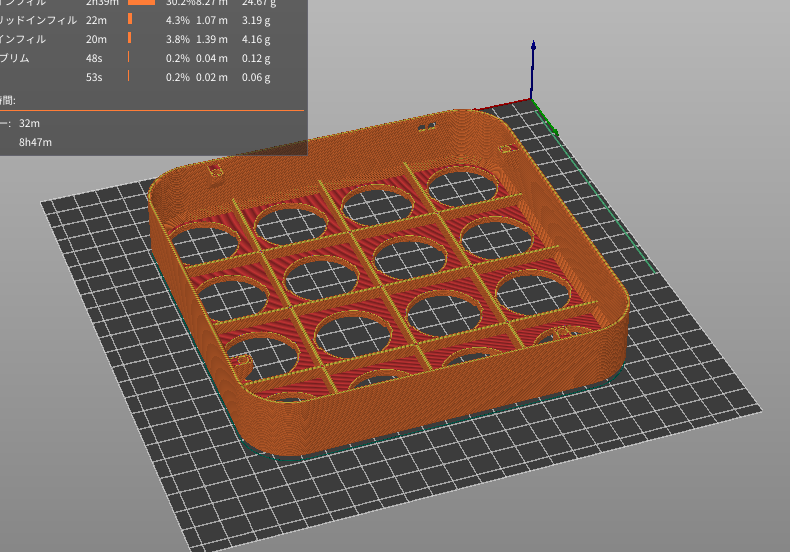 インフィル 2h39m 30.2% 8.27 m 24.67 g
リッドインフィル 22m 4.3% 1.07 m 3.19 g
インフィル 20m 3.8% 1.39 m 4.16 g
ブリム 48s 0.2% 0.04 m 0.12 g
53s 0.2% 0.02 m 0.06 g
時間:
ー: 32m
8h47m